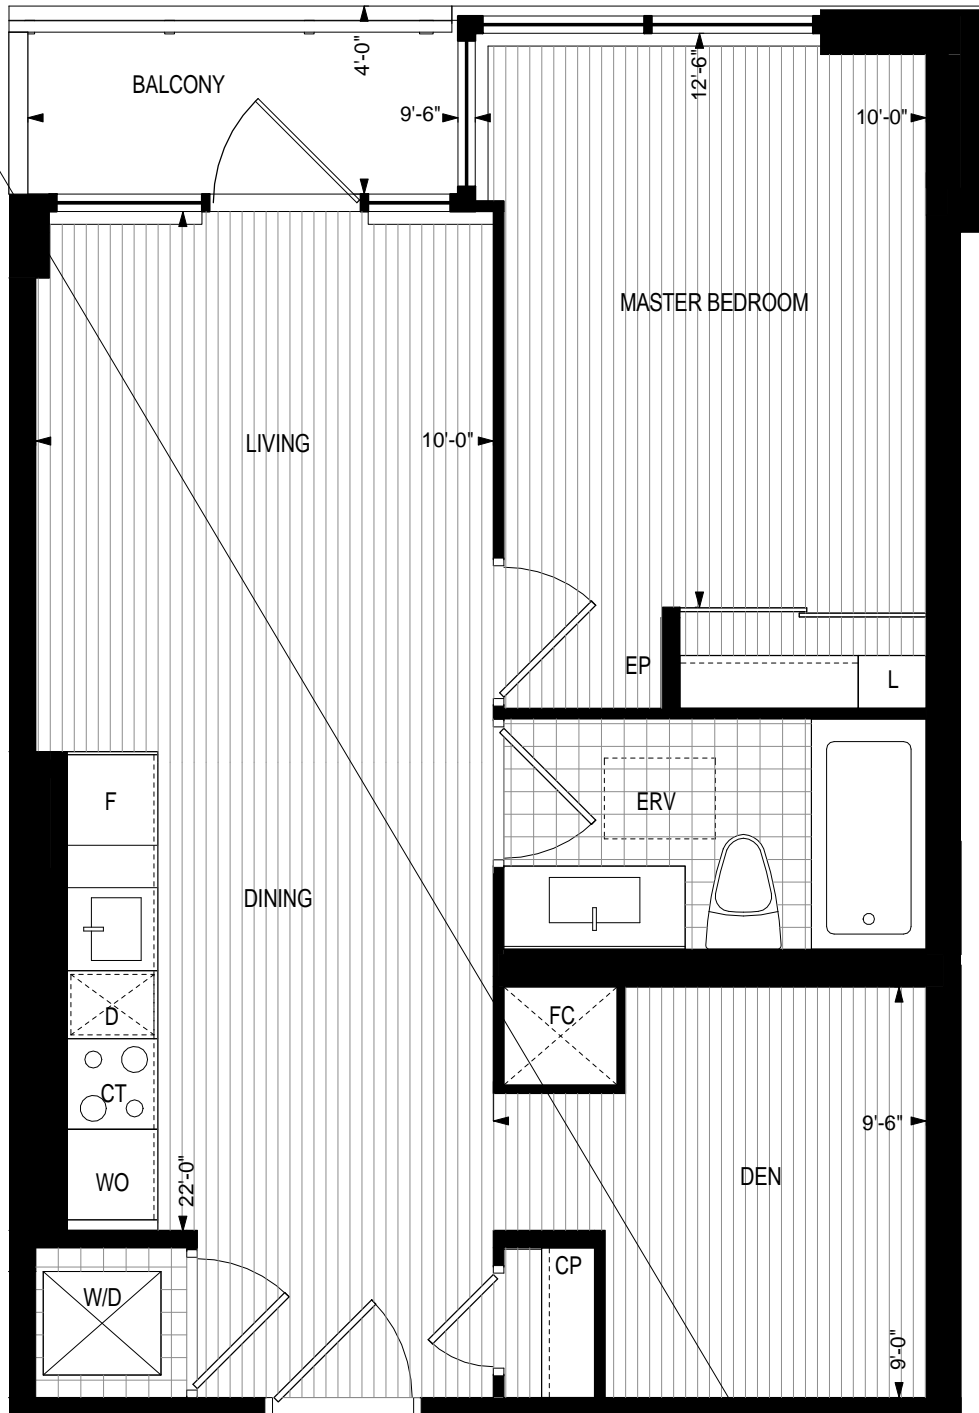 4'-0"
12'-6"
BALCONY
9'-6"
10'-0"
MASTER BEDROOM
LIVING
10'-0"
EP
L
F
ERV
DINING
D
FC
CT
9'-6"
WO
22'-0"
DEN
CP
W/D
9'-0"